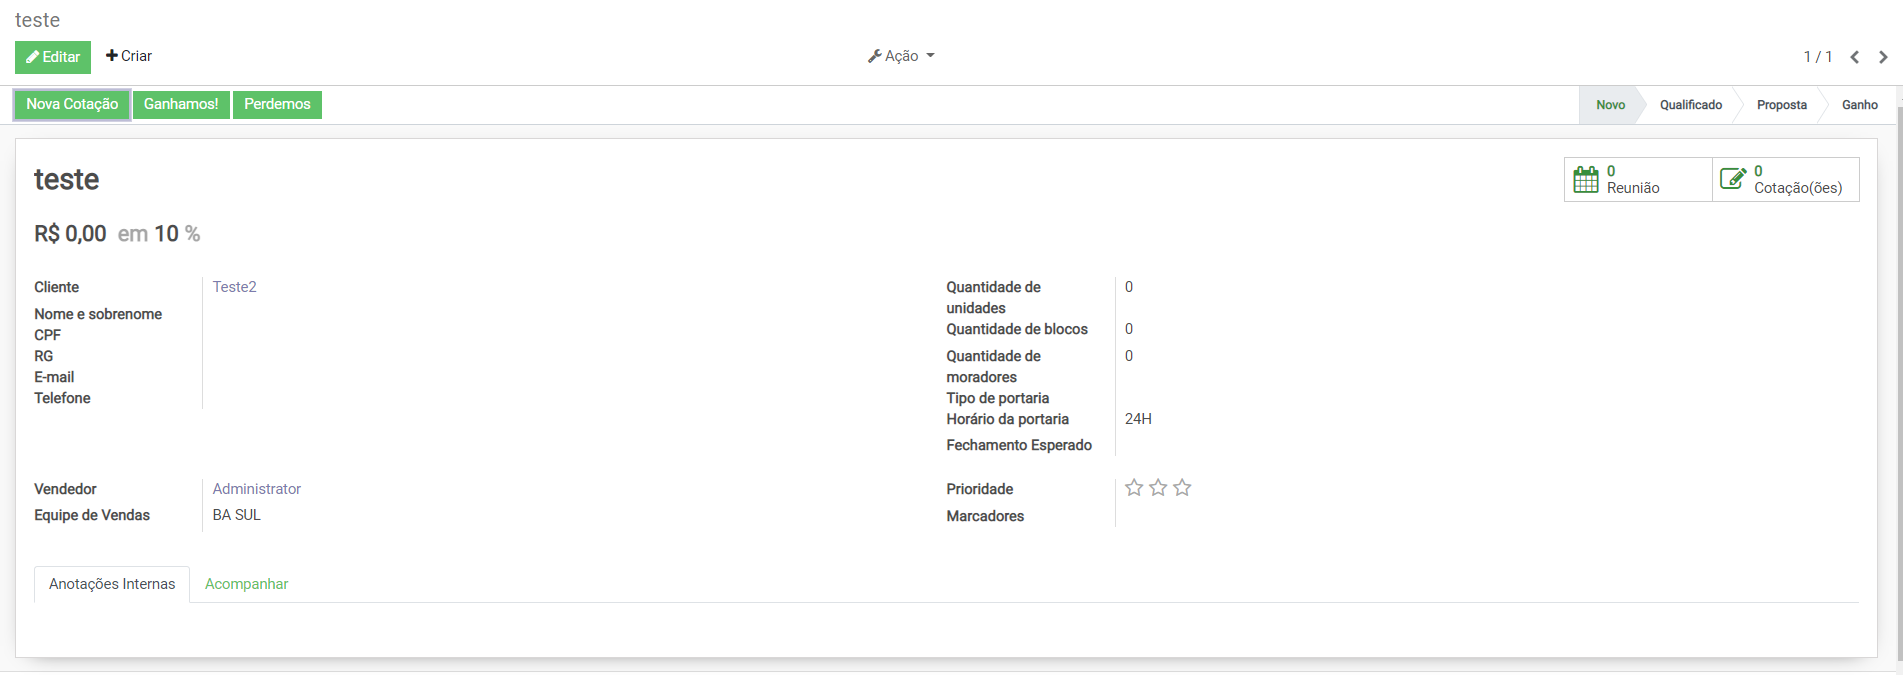 teste
Editar
Criar
Ação
1 / 1
Nova Cotação
Ganhamos!
Perdemos
Novo
Qualificado
Proposta
Ganho
teste
0
Reunião
0
Cotação(ões)
R$ 0,00 em 10 %
Cliente
Teste2
Nome e sobrenome
CPF
RG
E-mail
Telefone
Quantidade de
unidades
0
Quantidade de blocos
0
Quantidade de
moradores
0
Tipo de portaria
Horário da portaria
24H
Fechamento Esperado
Vendedor
Administrator
Equipe de Vendas
BA SUL
Prioridade
Marcadores
Anotações Internas
Acompanhar